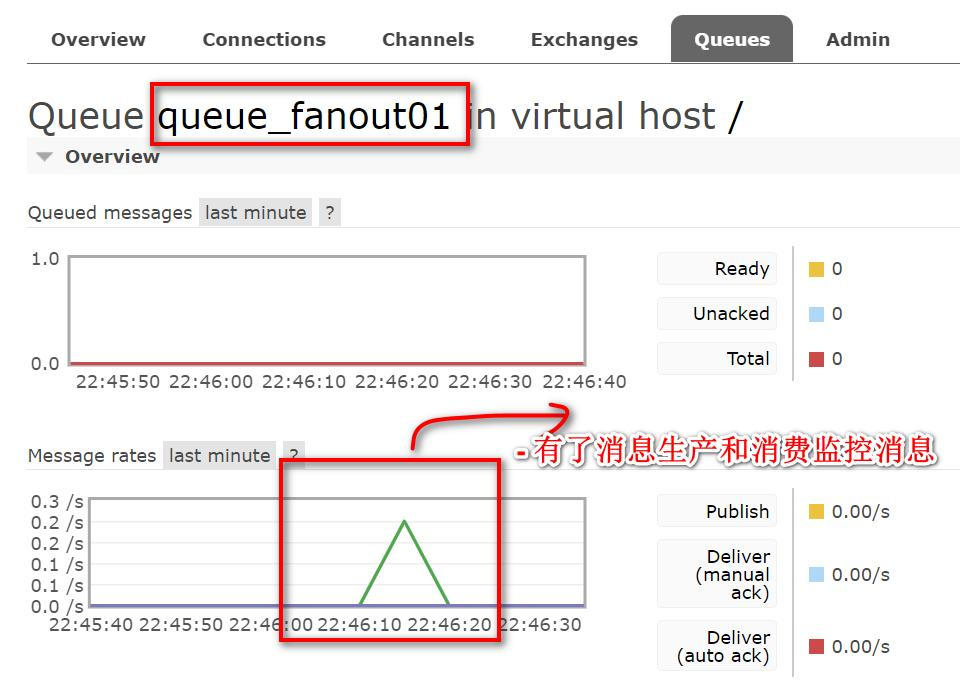 Overview Connections Channels Exchanges Queues Admin
Queue queue_fanout01 in virtual host /
Overview
Queued messages last minute ?
1.0
0.0
22:45:50 22:46:00 22:46:10 22:46:20 22:46:30 22:46:40
Ready 0
Unacked 0
Total 0
- 有了消息生产和消费监控消息
Message rates last minute ?
0.3 /s
0.2 /s
0.2 /s
0.1 /s
0.1 /s
0.0 /s
22:45:40 22:45:50 22:46:00 22:46:10 22:46:20 22:46:30
Publish 0.00/s
Deliver
(manual
ack) 0.00/s
Deliver
(auto ack) 0.00/s